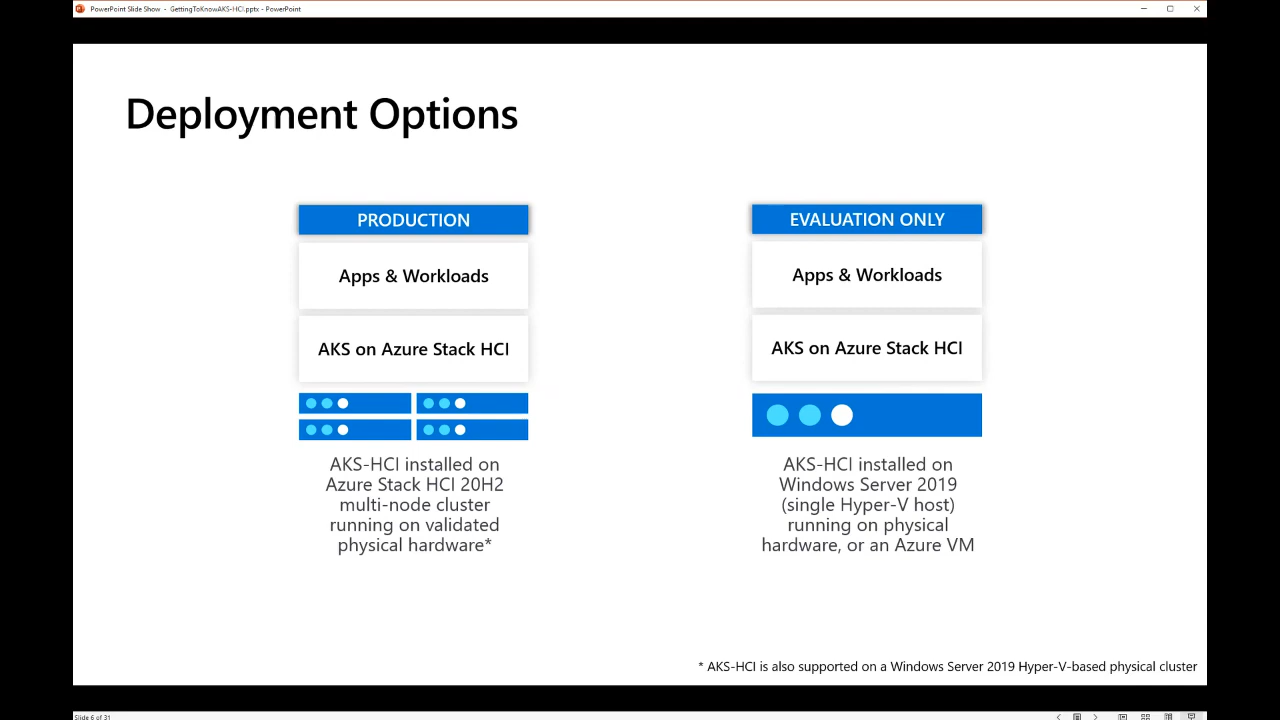 PowerPoint Slide Show - GettingToKnowAKS-HCI.pptx - PowerPoint
Deployment Options
PRODUCTION
Apps & Workloads
AKS on Azure Stack HCI
AKS-HCI installed on
Azure Stack HCI 20H2
multi-node cluster
running on validated
physical hardware*
EVALUATION ONLY
Apps & Workloads
AKS on Azure Stack HCI
AKS-HCI installed on
Windows Server 2019
(single Hyper-V host)
running on physical
hardware, or an Azure VM
* AKS-HCI is also supported on a Windows Server 2019 Hyper-V-based physical cluster
Slide 6 of 31